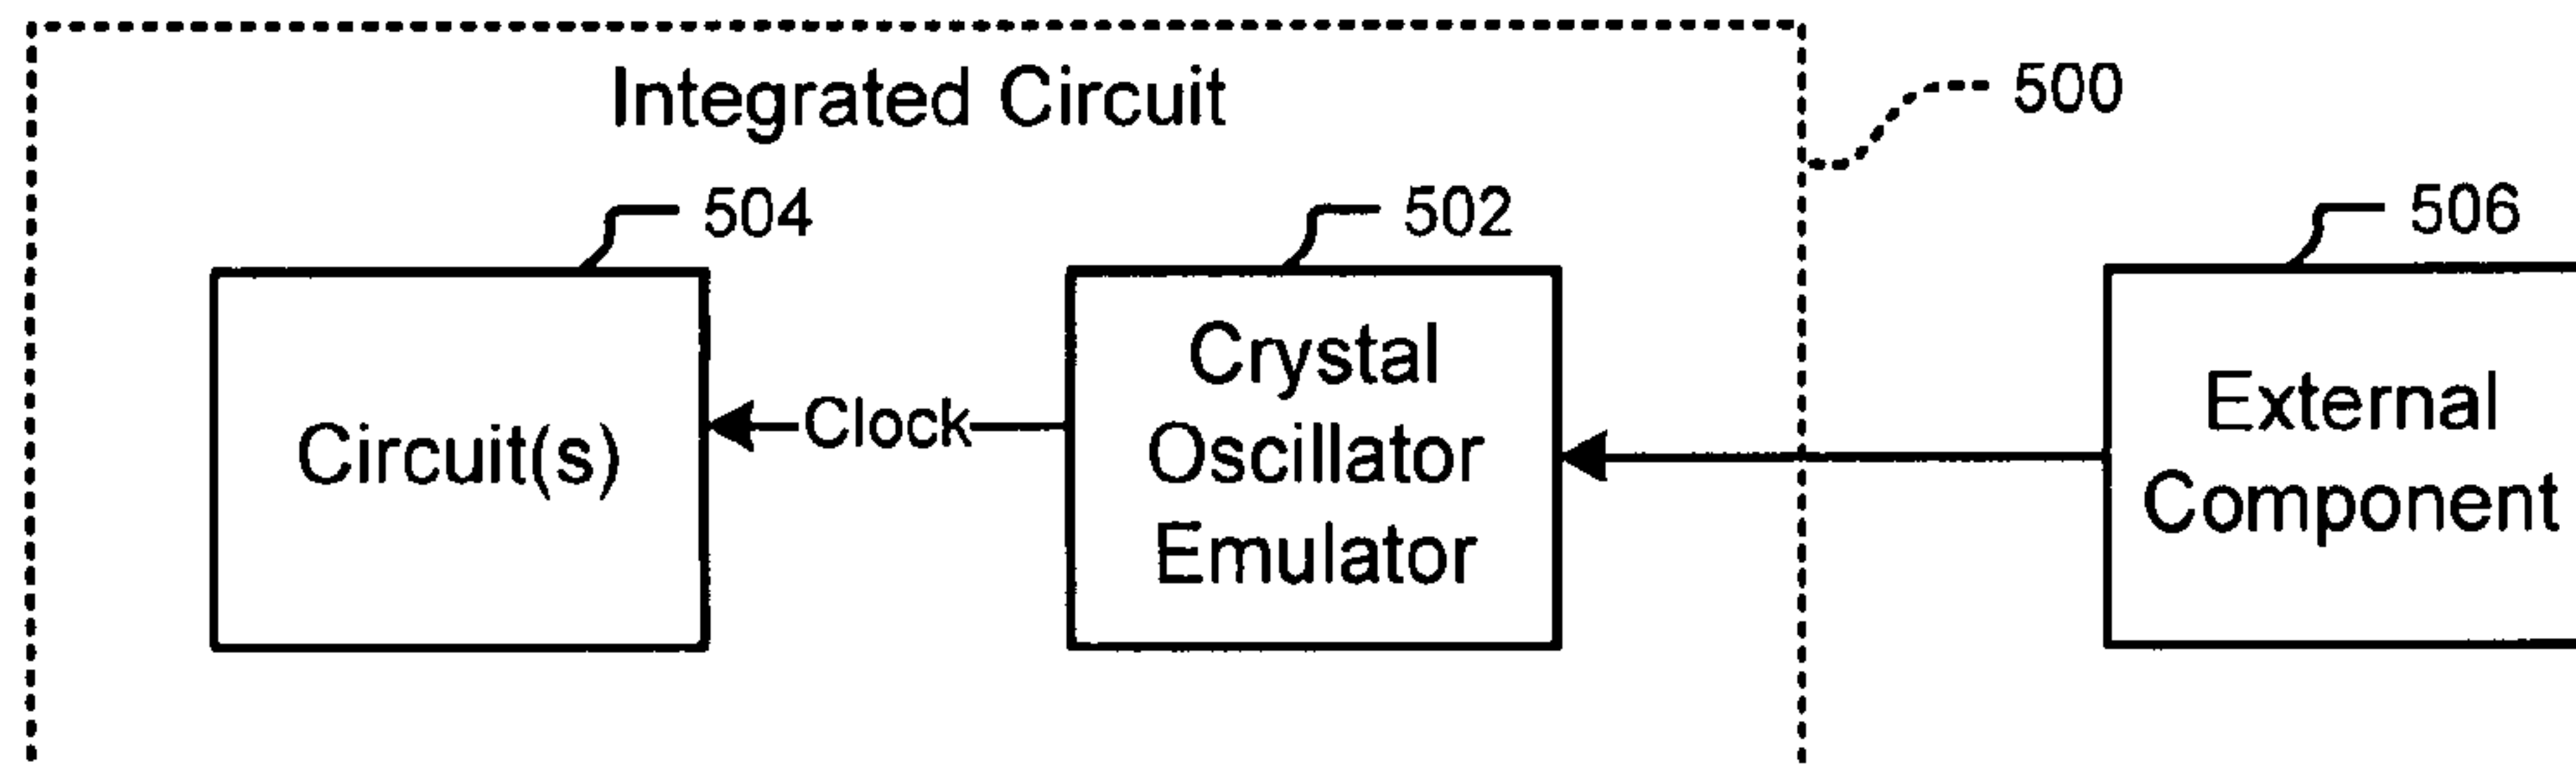 Integrated Circuit
500
504
502
506
Circuit(s)
Clock
Crystal
Oscillator
Emulator
External
Component